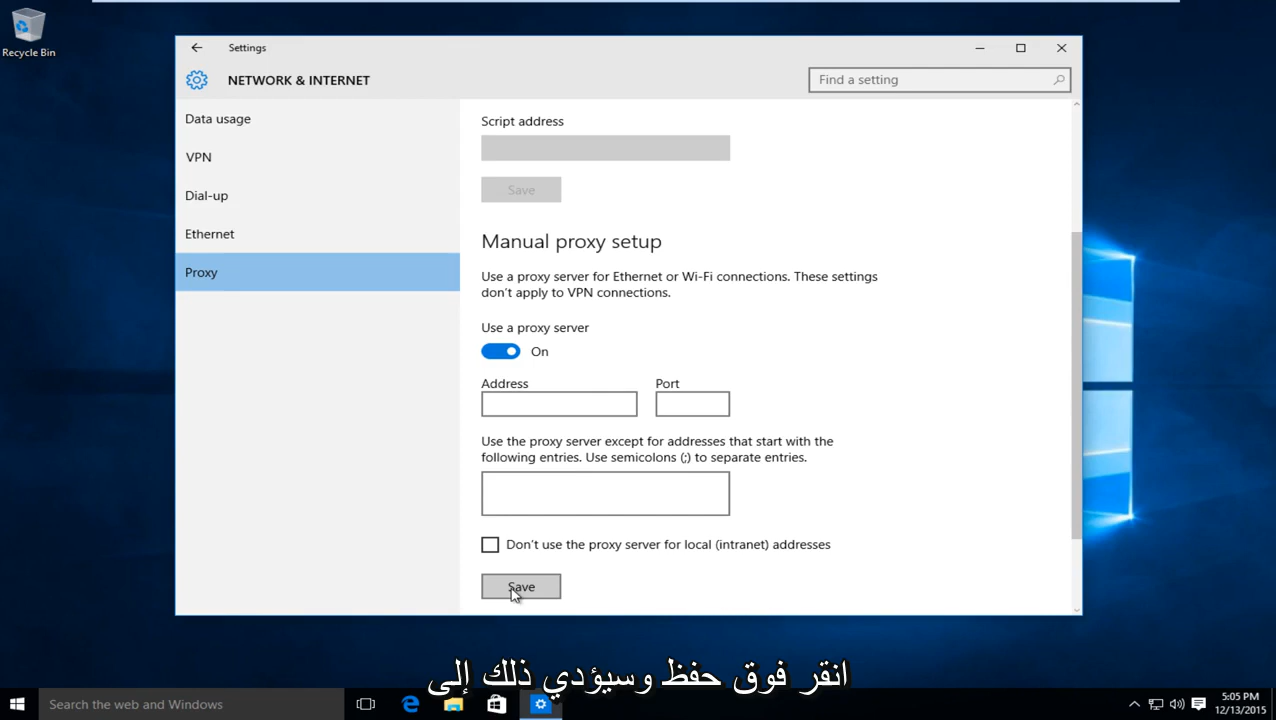 Recycle Bin
Settings
NETWORK & INTERNET
Find a setting
Data usage
VPN
Dial-up
Ethernet
Proxy
Script address
Save
Manual proxy setup
Use a proxy server for Ethernet or Wi-Fi connections. These settings
don't apply to VPN connections.
Use a proxy server
On
Address Port
Use the proxy server except for addresses that start with the
following entries. Use semicolons (;) to separate entries.
Don't use the proxy server for local (intranet) addresses
Save
انقر فوق حفظ وسيؤدي ذلك إلى
Search the web and Windows
5:05 PM
12/13/2015